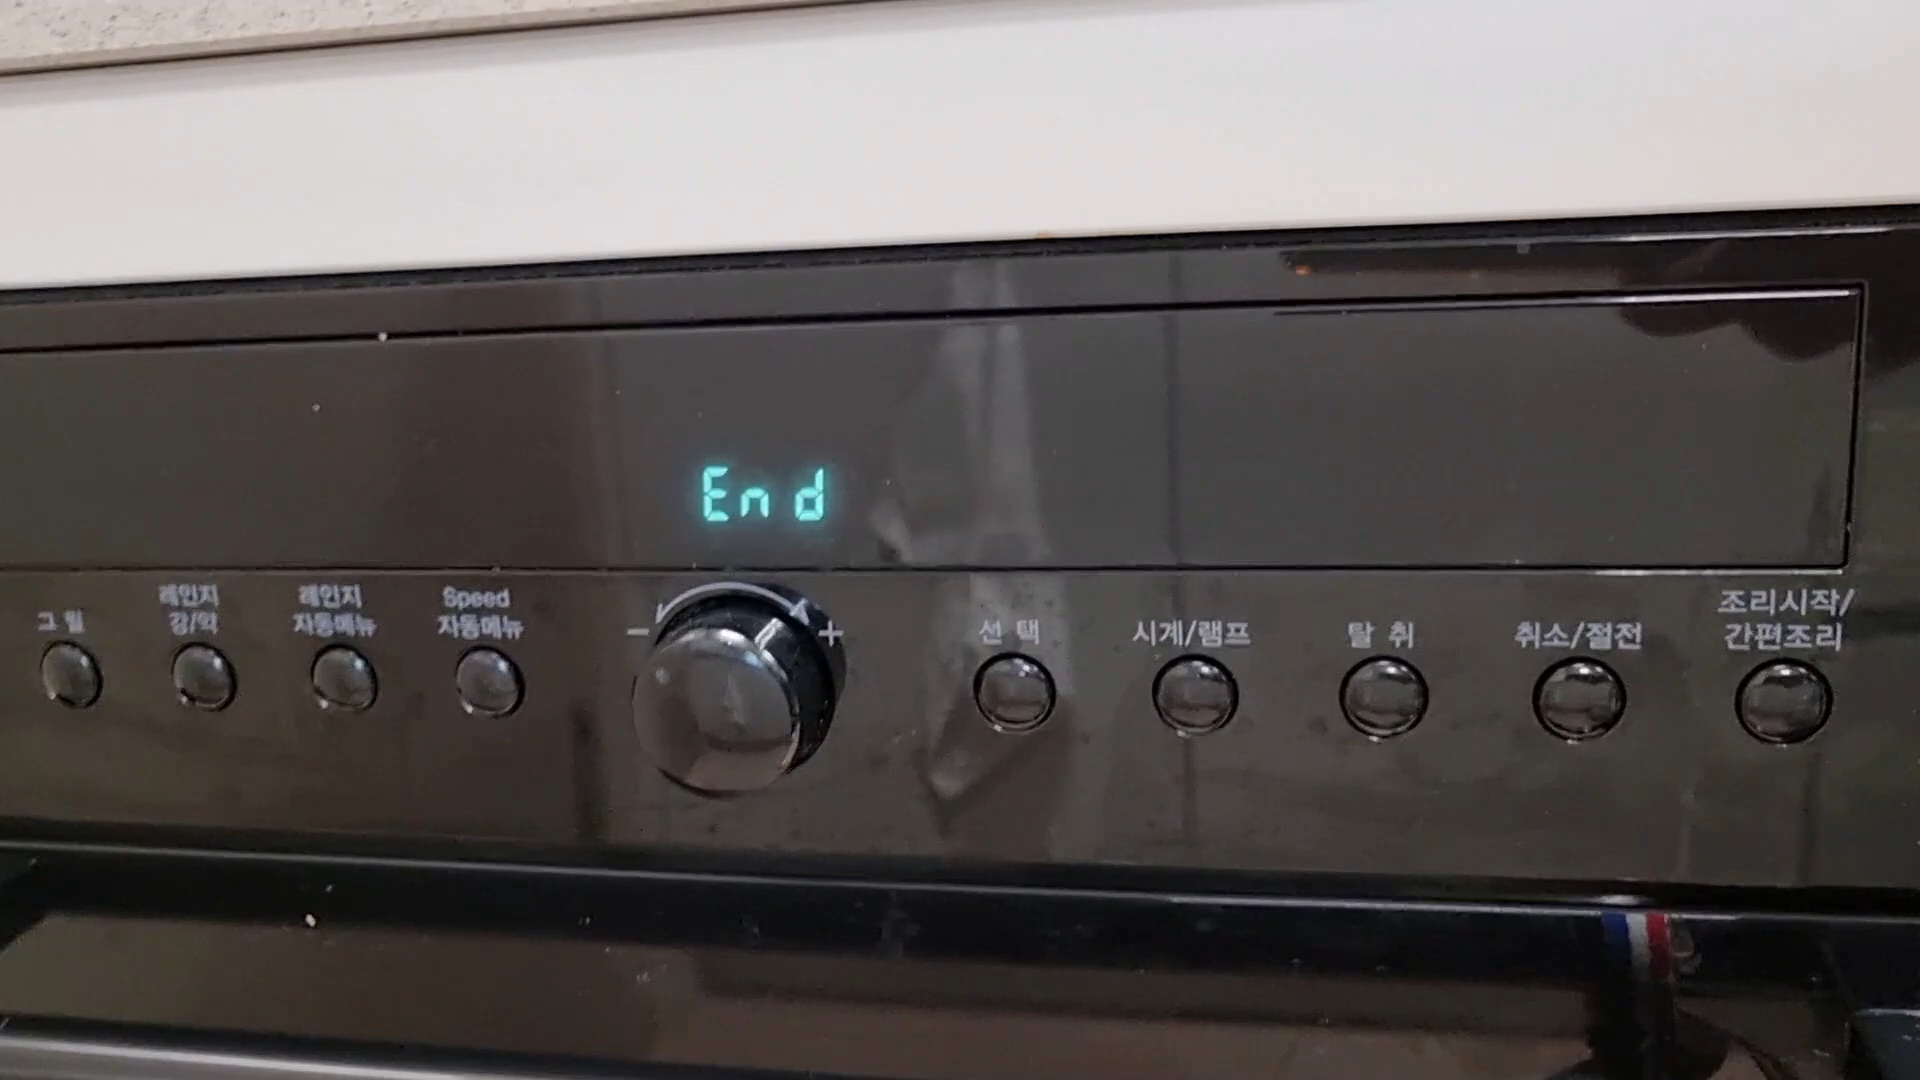 End
그 릴
레인지
강/약
레인지
자동메뉴
Speed
자동메뉴
- +
선 택
시계/램프
탈 취
취소/절전
조리시작/
간편조리